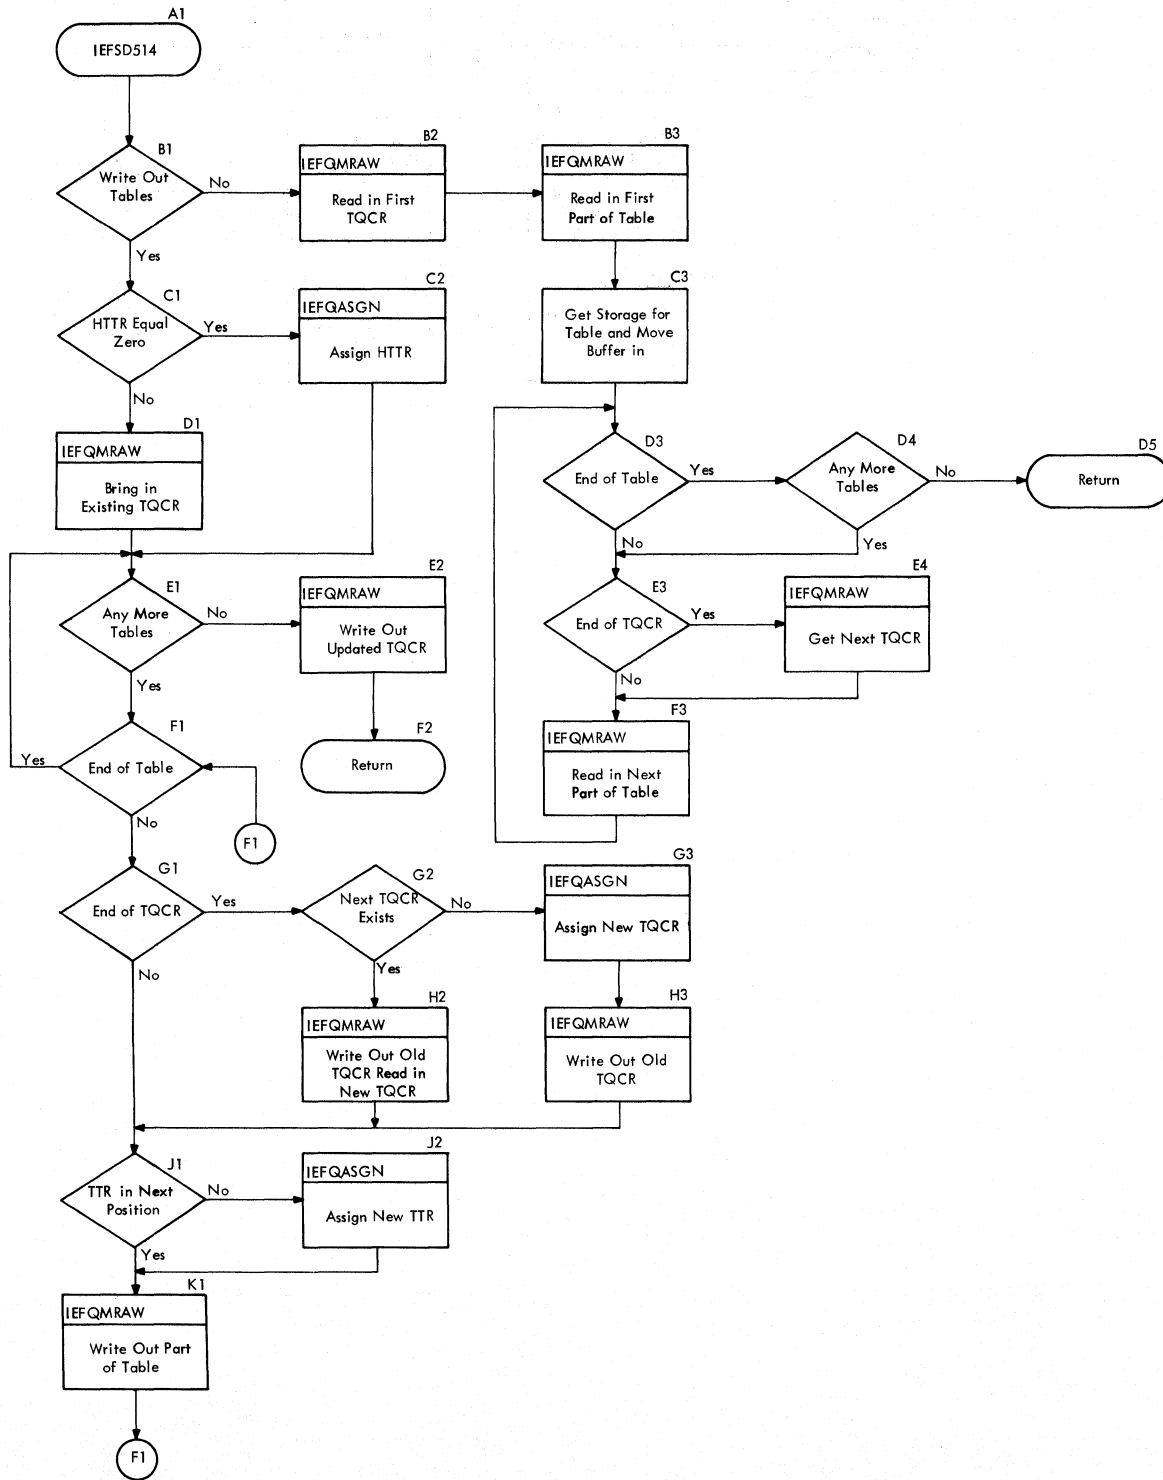 A1
IEFSD514
B1
Write Out
Tables
No
Yes
B2
IEFQMRAW
Read in First
TQCR
B3
IEFQMRAW
Read in First
Part of Table
C1
HTTR Equal
Zero
Yes
No
C2
IEFQASGN
Assign HTTR
C3
Get Storage for
Table and Move
Buffer in
D1
IEFQMRAW
Bring in
Existing TQCR
D3
End of Table
Yes
No
D4
Any More
Tables
No
Yes
D5
Return
E1
Any More
Tables
No
Yes
E2
IEFQMRAW
Write Out
Updated TQCR
E3
End of TQCR
Yes
No
E4
IEFQMRAW
Get Next TQCR
F1
End of Table
Yes
No
F2
Return
F3
IEFQMRAW
Read in Next
Part of Table
F1
G1
End of TQCR
Yes
No
G2
Next TQCR
Exists
No
Yes
G3
IEFQASGN
Assign New TQCR
H2
IEFQMRAW
Write Out Old
TQCR Read in
New TQCR
H3
IEFQMRAW
Write Out Old
TQCR
J1
TTR in Next
Position
No
Yes
J2
IEFQASGN
Assign New TTR
K1
IEFQMRAW
Write Out Part
of Table
F1